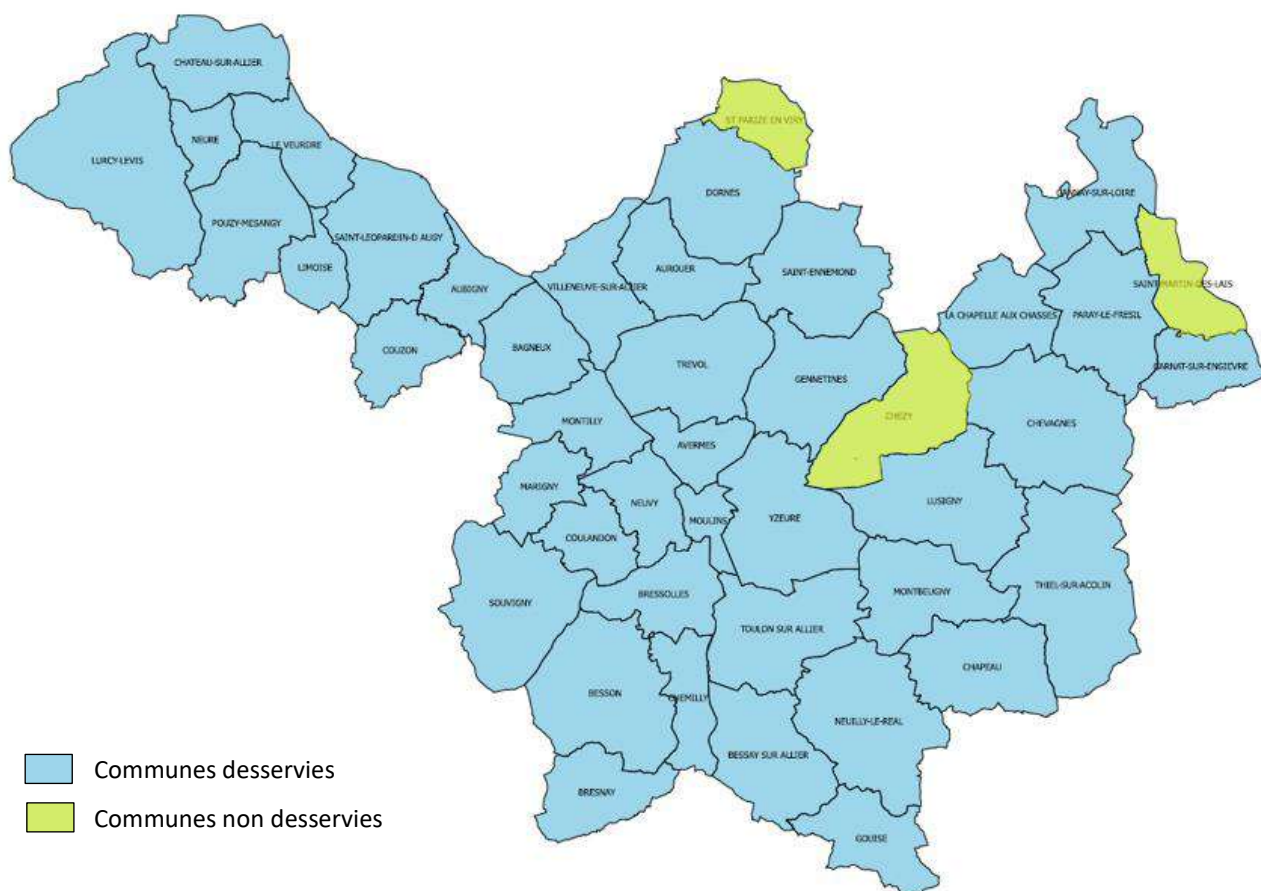 CHATEAU-SUR-ALLIER
ST PARIZE EN VIRY
NEURE
LE VEURDRE
LURCY-LEVIS
DORNES
GANNAY-SUR-LOIRE
POUZY-MESANGY
SAINT-LEOPARDIN-D AUGY
LIMOISE
AUROUER
SAINT-ENNEMOND
AUBIGNY
VILLENEUVE-SUR-ALLIER
SAINT-MARTIN-DES-LAIS
LA CHAPELLE AUX CHASSES
PARAY-LE-FRESIL
COUZON
BAGNEUX
TREVOL
GENNETINES
GARNAT-SUR-ENGIEVRE
CHEZY
MONTILLY
CHEVAGNES
AVERMES
MARIGNY
NEUVY
LUSIGNY
MOULINS
YZEURE
COULANDON
THIEL-SUR-ACOLIN
MONTBEUGNY
BRESSOLLES
SOUVIGNY
TOULON SUR ALLIER
CHAPEAU
BESSON
CHEMILLY
NEUILLY-LE-REAL
BESSAY SUR ALLIER
BRESNAY
GOUISE
Communes desservies
Communes non desservies